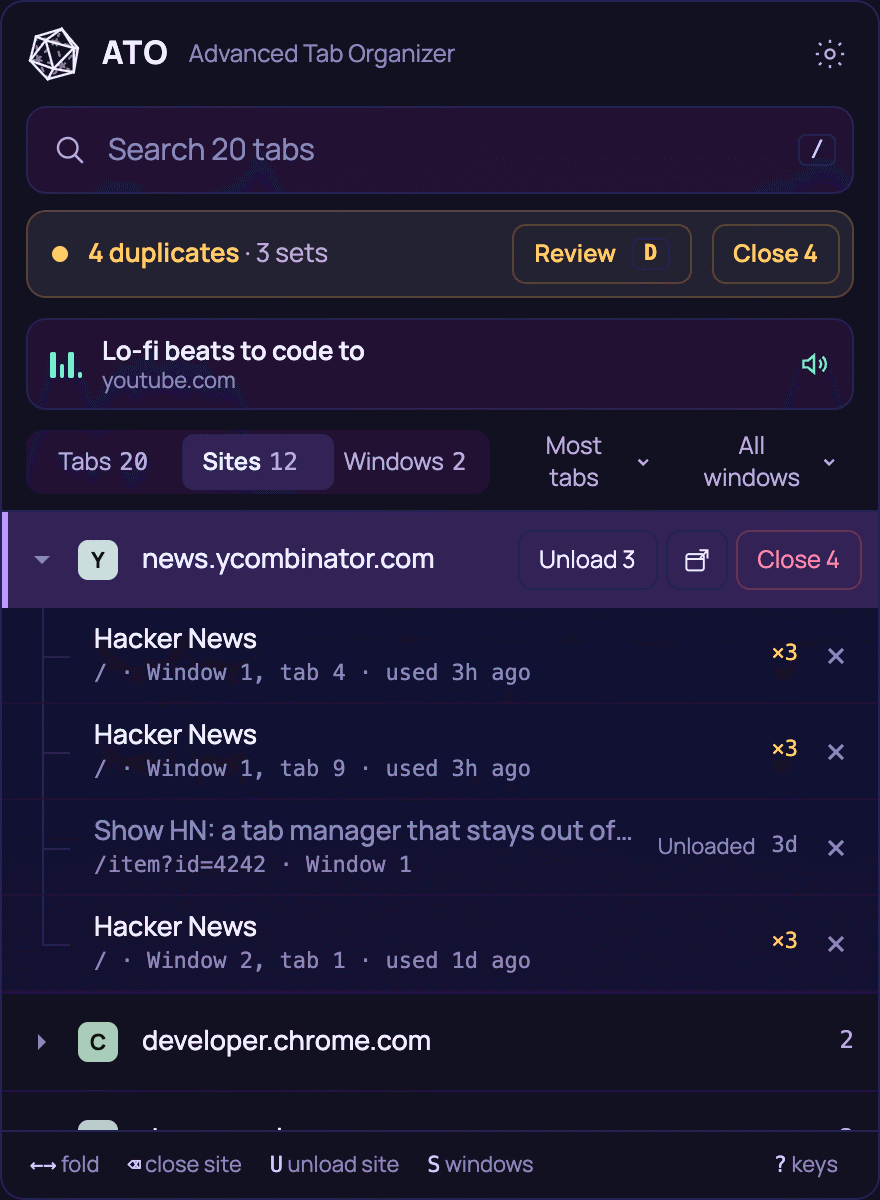 ATO Advanced Tab Organizer
Search 20 tabs /
4 duplicates · 3 sets Review D Close 4
Lo-fi beats to code to
youtube.com
Tabs 20 Sites 12 Windows 2 Most tabs All windows
Y news.ycombinator.com Unload 3 Close 4
Hacker News
/ · Window 1, tab 4 · used 3h ago ×3
Hacker News
/ · Window 1, tab 9 · used 3h ago ×3
Show HN: a tab manager that stays out of…
/item?id=4242 · Window 1 Unloaded 3d
Hacker News
/ · Window 2, tab 1 · used 1d ago ×3
C developer.chrome.com 2
←→ fold ⌫ close site U unload site S windows ? keys